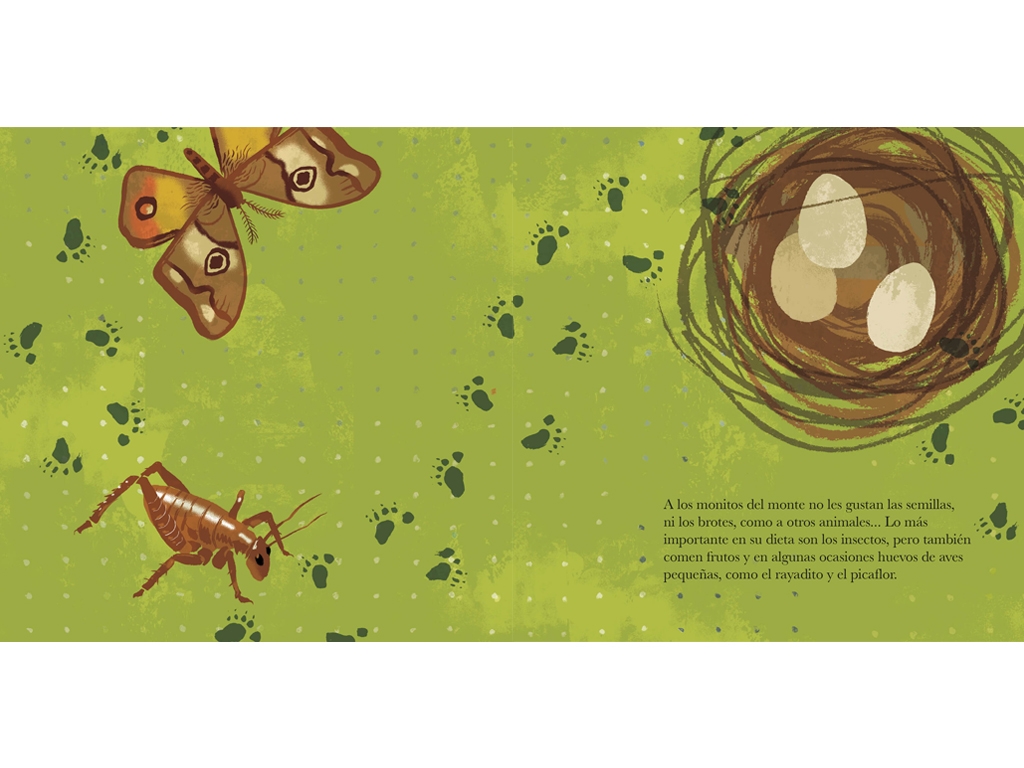 A los monitos del monte no les gustan las semillas,
ni los brotes, como a otros animales... Lo más
importante en su dieta son los insectos, pero también
comen frutos y en algunas ocasiones huevos de aves
pequeñas, como el rayadito y el picaflor.